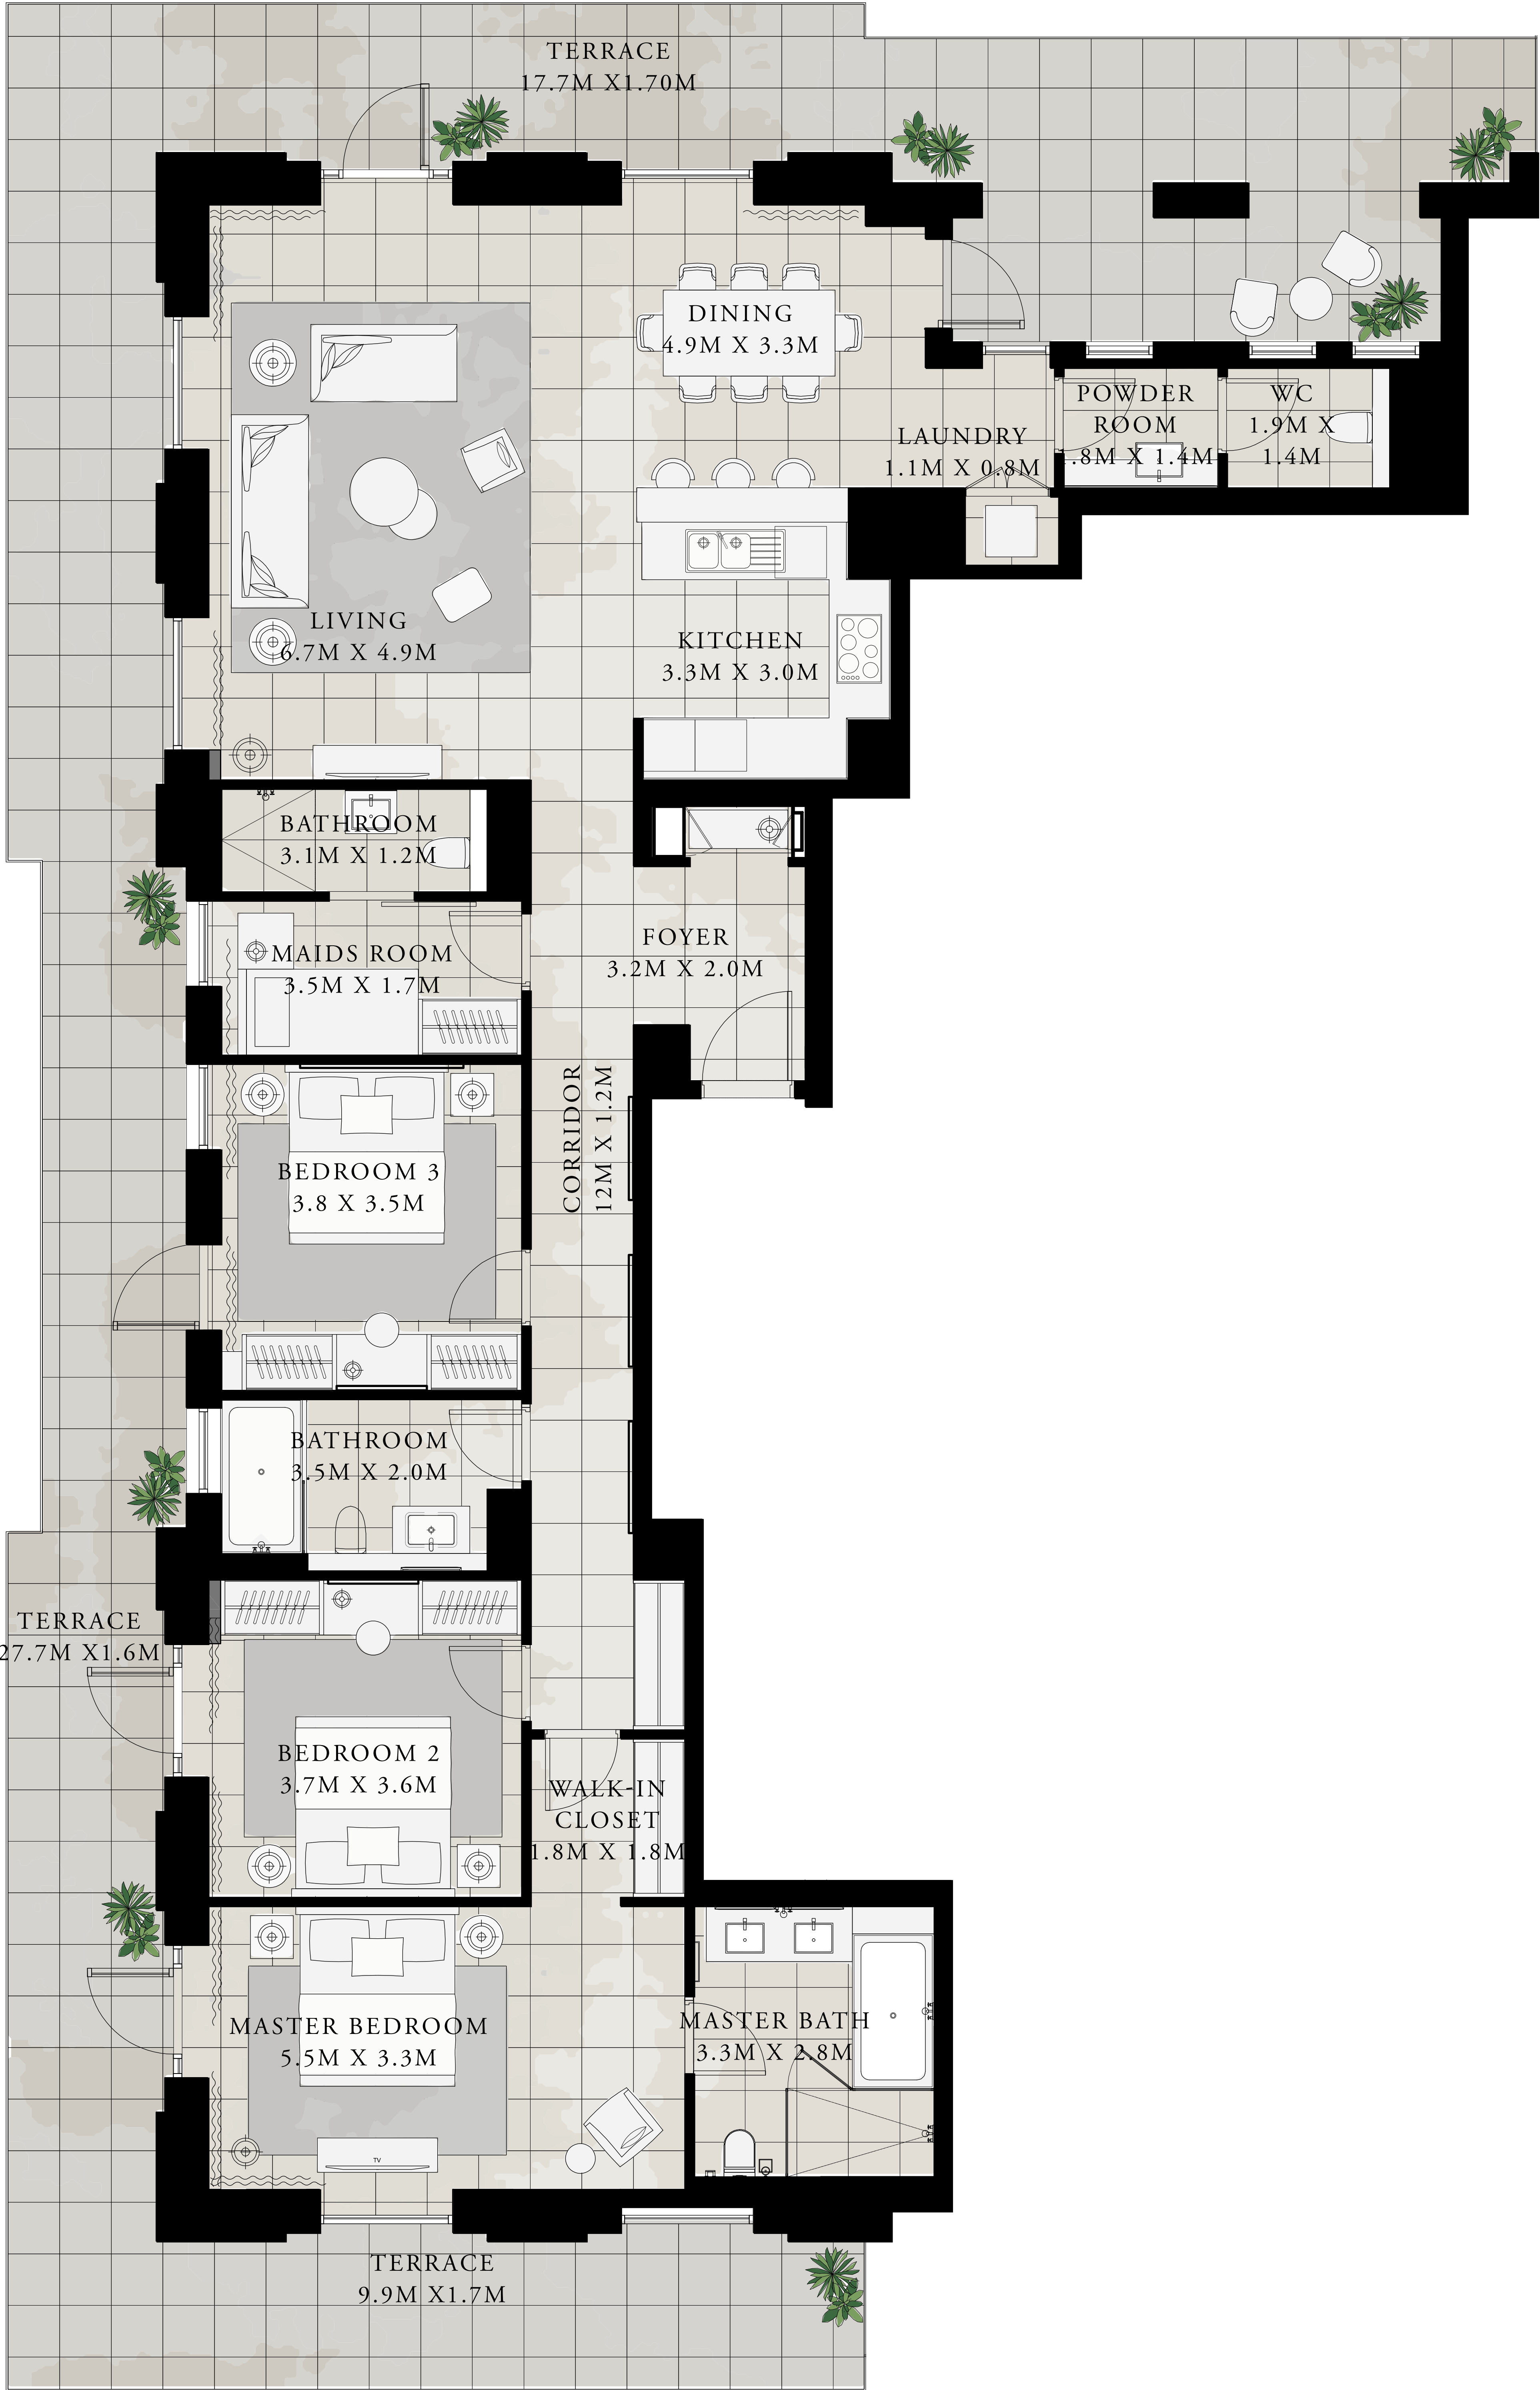 TERRACE
17.7M X1.70M
DINING
4.9M X 3.3M
POWDER
ROOM
.8M X 1.4M
WC
1.9M X
1.4M
LAUNDRY
1.1M X 0.8M
LIVING
6.7M X 4.9M
KITCHEN
3.3M X 3.0M
BATHROOM
3.1M X 1.2M
MAIDS ROOM
3.5M X 1.7M
FOYER
3.2M X 2.0M
CORRIDOR
12M X 1.2M
BEDROOM 3
3.8 X 3.5M
BATHROOM
3.5M X 2.0M
TERRACE
27.7M X1.6M
BEDROOM 2
3.7M X 3.6M
WALK-IN
CLOSET
1.8M X 1.8M
MASTER BEDROOM
5.5M X 3.3M
MASTER BATH
3.3M X 2.8M
TV
TERRACE
9.9M X1.7M